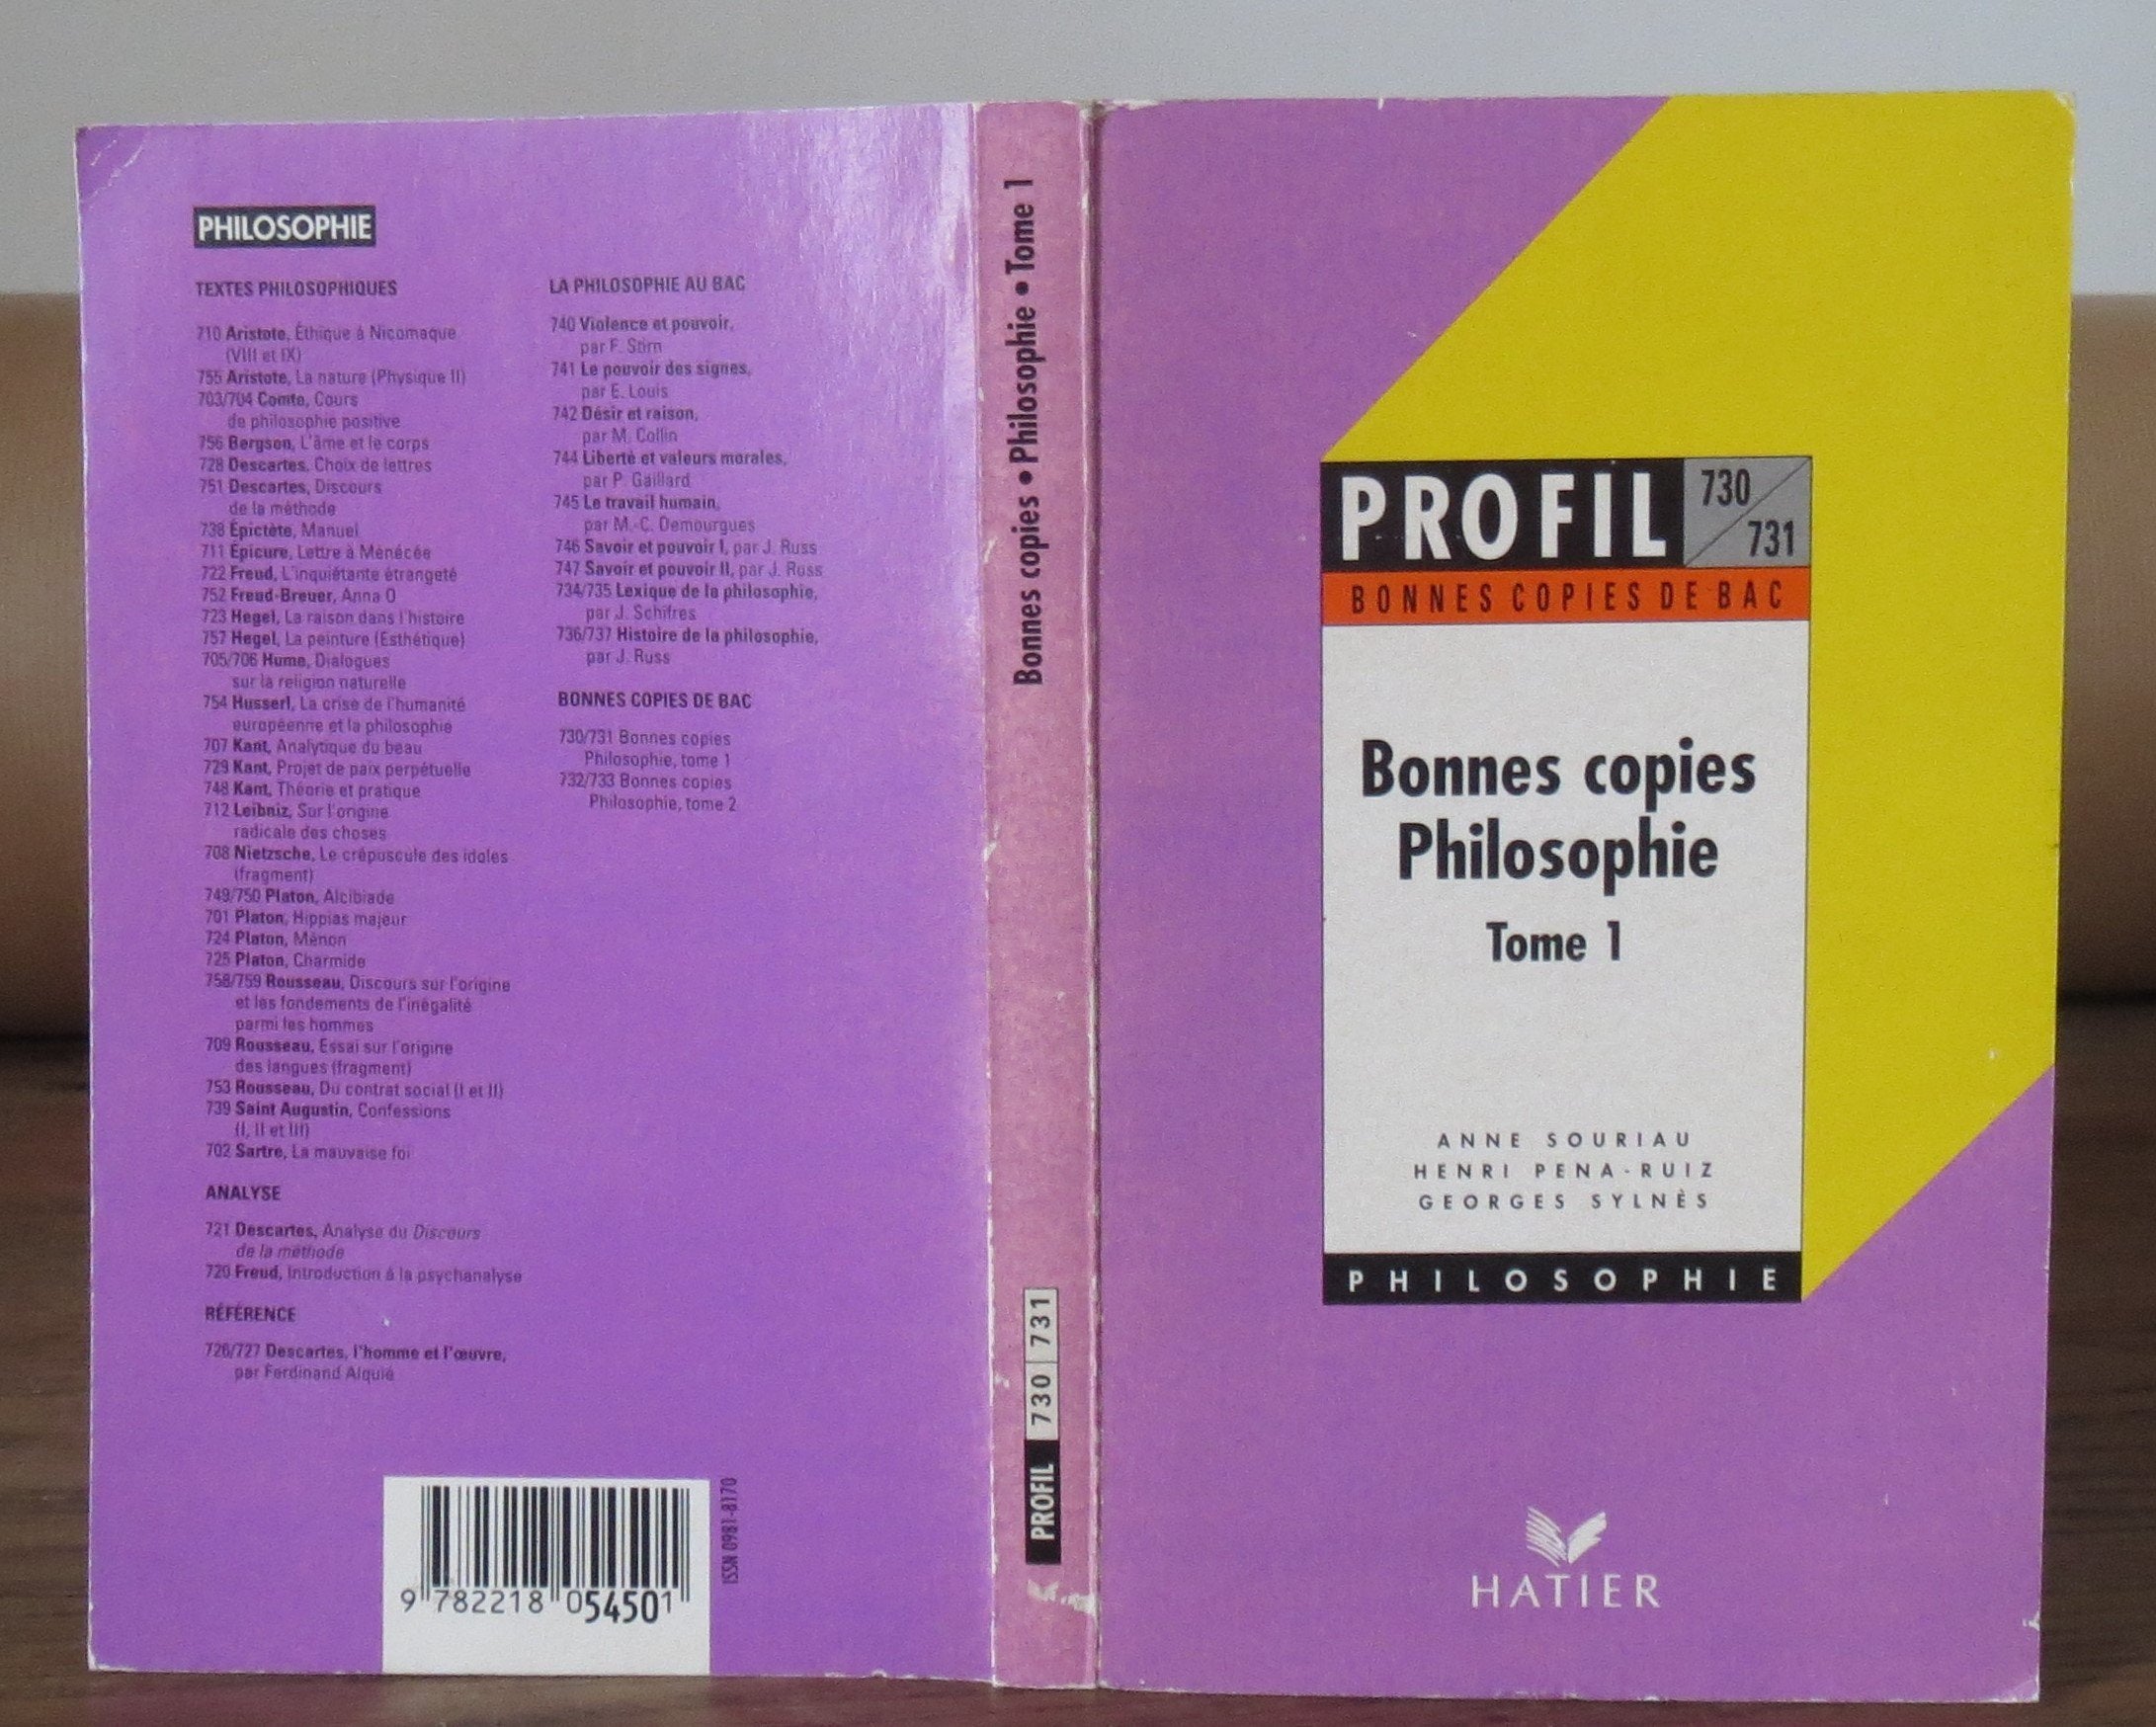 PHILOSOPHIE
TEXTES PHILOSOPHIQUES
710 Aristote, Éthique à Nicomaque
(VIII et IX)
755 Aristote, La nature (Physique II)
703/704 Comte, Cours
de philosophie positive
756 Bergson, L'âme et le corps
728 Descartes, Choix de lettres
751 Descartes, Discours
de la méthode
738 Épictète, Manuel
711 Épicure, Lettre à Ménécée
722 Freud, L'inquiétante étrangeté
752 Freud-Breuer, Anna O
723 Hegel, La raison dans l'histoire
757 Hegel, La peinture (Esthétique)
705/706 Hume, Dialogues
sur la religion naturelle
754 Husserl, La crise de l'humanité
européenne et la philosophie
707 Kant, Analytique du beau
729 Kant, Projet de paix perpétuelle
748 Kant, Théorie et pratique
712 Leibniz, Sur l'origine
radicale des choses
708 Nietzsche, Le crépuscule des idoles
(fragment)
749/750 Platon, Alcibiade
701 Platon, Hippias majeur
724 Platon, Ménon
725 Platon, Charmide
758/759 Rousseau, Discours sur l'origine
et les fondements de l'inégalité
parmi les hommes
709 Rousseau, Essai sur l'origine
des langues (fragment)
753 Rousseau, Du contrat social (I et II)
739 Saint Augustin, Confessions
(I, II et III)
702 Sartre, La mauvaise foi
ANALYSE
721 Descartes, Analyse du Discours
de la méthode
720 Freud, Introduction à la psychanalyse
RÉFÉRENCE
726/727 Descartes, l'homme et l'œuvre,
par Ferdinand Alquié
LA PHILOSOPHIE AU BAC
740 Violence et pouvoir,
par F. Stirn
741 Le pouvoir des signes,
par E. Louis
742 Désir et raison,
par M. Collin
744 Liberté et valeurs morales,
par P. Gaillard
745 Le travail humain,
par M.-C. Demourgues
746 Savoir et pouvoir I, par J. Russ
747 Savoir et pouvoir II, par J. Russ
734/735 Lexique de la philosophie,
par J. Schifres
736/737 Histoire de la philosophie,
par J. Russ
BONNES COPIES DE BAC
730/731 Bonnes copies
Philosophie, tome 1
732/733 Bonnes copies
Philosophie, tome 2
9 782218 054501
ISSN 0981-8170
Bonnes copies • Philosophie • Tome 1
PROFIL 730 731
PROFIL 730/731
BONNES COPIES DE BAC
Bonnes copies
Philosophie
Tome 1
ANNE SOURIAU
HENRI PENA-RUIZ
GEORGES SYLNÈS
PHILOSOPHIE
HATIER